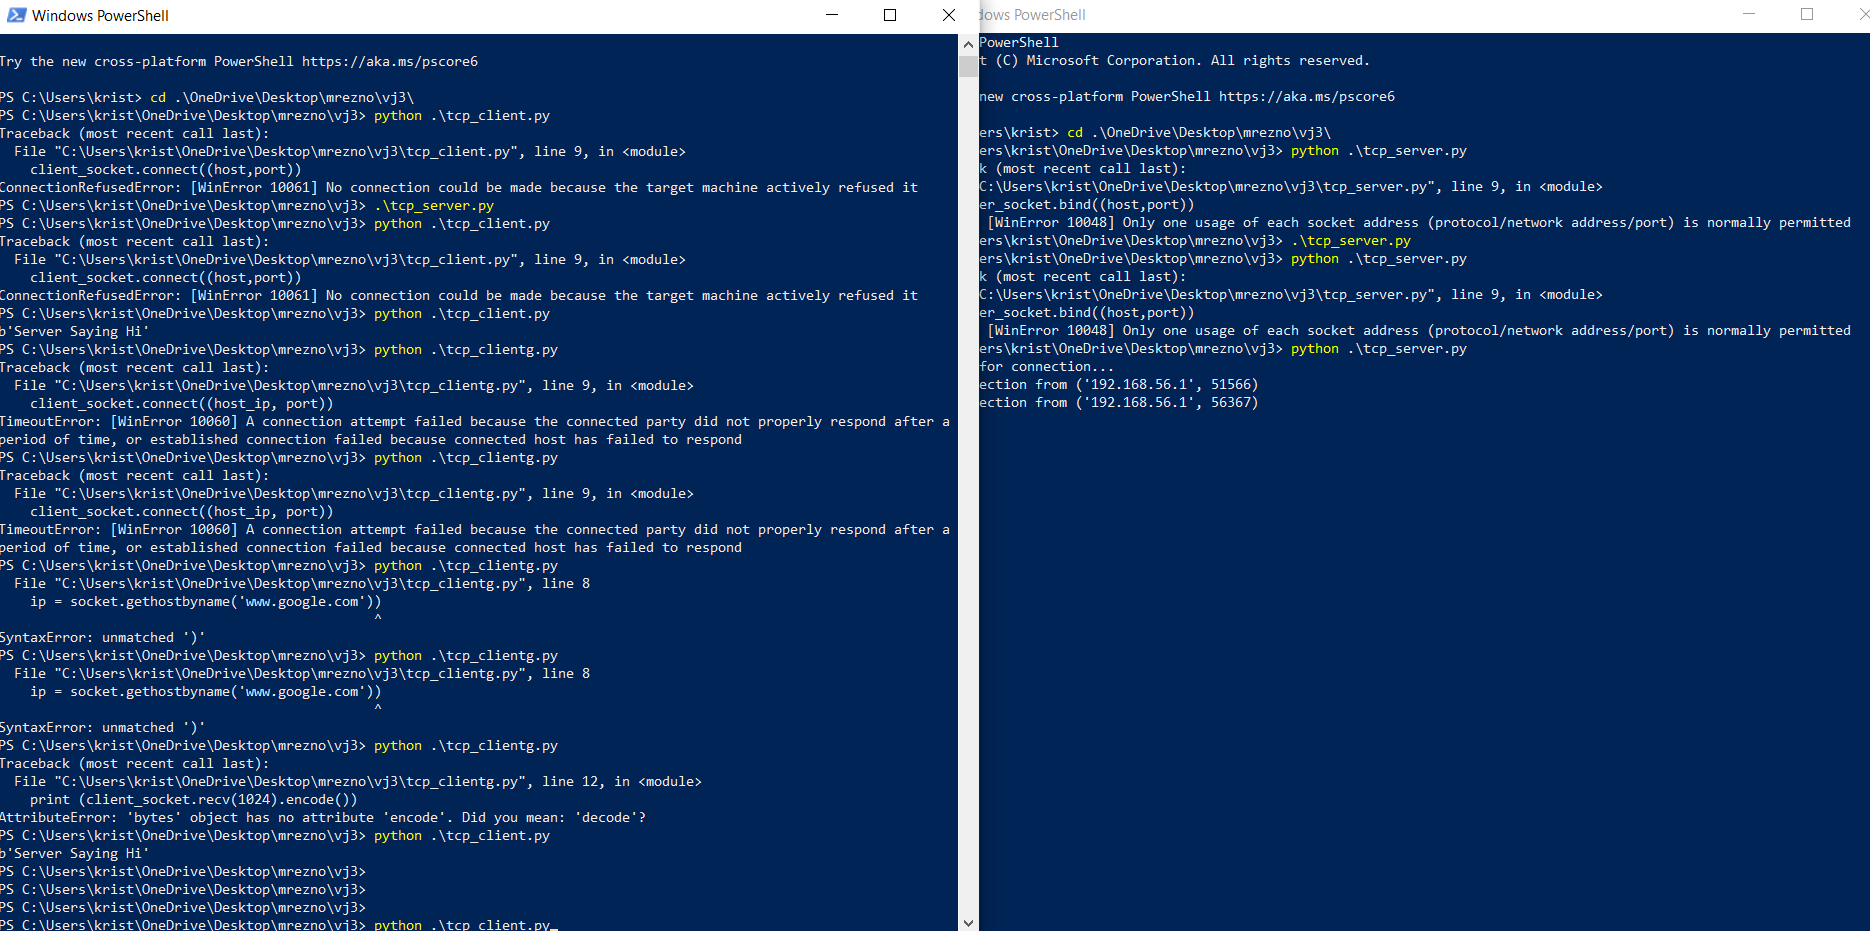 Windows PowerShell
Try the new cross-platform PowerShell https://aka.ms/pscore6
PS C:\Users\krist> cd .\OneDrive\Desktop\mrezno\vj3\
PS C:\Users\krist\OneDrive\Desktop\mrezno\vj3> python .\tcp_client.py
Traceback (most recent call last):
  File "C:\Users\krist\OneDrive\Desktop\mrezno\vj3\tcp_client.py", line 9, in <module>
    client_socket.connect((host,port))
ConnectionRefusedError: [WinError 10061] No connection could be made because the target machine actively refused it
PS C:\Users\krist\OneDrive\Desktop\mrezno\vj3> .\tcp_server.py
PS C:\Users\krist\OneDrive\Desktop\mrezno\vj3> python .\tcp_client.py
Traceback (most recent call last):
  File "C:\Users\krist\OneDrive\Desktop\mrezno\vj3\tcp_client.py", line 9, in <module>
    client_socket.connect((host,port))
ConnectionRefusedError: [WinError 10061] No connection could be made because the target machine actively refused it
PS C:\Users\krist\OneDrive\Desktop\mrezno\vj3> python .\tcp_client.py
b'Server Saying Hi'
PS C:\Users\krist\OneDrive\Desktop\mrezno\vj3> python .\tcp_clientg.py
Traceback (most recent call last):
  File "C:\Users\krist\OneDrive\Desktop\mrezno\vj3\tcp_clientg.py", line 9, in <module>
    client_socket.connect((host_ip, port))
TimeoutError: [WinError 10060] A connection attempt failed because the connected party did not properly respond after a
period of time, or established connection failed because connected host has failed to respond
PS C:\Users\krist\OneDrive\Desktop\mrezno\vj3> python .\tcp_clientg.py
Traceback (most recent call last):
  File "C:\Users\krist\OneDrive\Desktop\mrezno\vj3\tcp_clientg.py", line 9, in <module>
    client_socket.connect((host_ip, port))
TimeoutError: [WinError 10060] A connection attempt failed because the connected party did not properly respond after a
period of time, or established connection failed because connected host has failed to respond
PS C:\Users\krist\OneDrive\Desktop\mrezno\vj3> python .\tcp_clientg.py
  File "C:\Users\krist\OneDrive\Desktop\mrezno\vj3\tcp_clientg.py", line 8
    ip = socket.gethostbyname('www.google.com'))
                                               ^
SyntaxError: unmatched ')'
PS C:\Users\krist\OneDrive\Desktop\mrezno\vj3> python .\tcp_clientg.py
  File "C:\Users\krist\OneDrive\Desktop\mrezno\vj3\tcp_clientg.py", line 8
    ip = socket.gethostbyname('www.google.com'))
                                               ^
SyntaxError: unmatched ')'
PS C:\Users\krist\OneDrive\Desktop\mrezno\vj3> python .\tcp_clientg.py
Traceback (most recent call last):
  File "C:\Users\krist\OneDrive\Desktop\mrezno\vj3\tcp_clientg.py", line 12, in <module>
    print (client_socket.recv(1024).encode())
AttributeError: 'bytes' object has no attribute 'encode'. Did you mean: 'decode'?
PS C:\Users\krist\OneDrive\Desktop\mrezno\vj3> python .\tcp_client.py
b'Server Saying Hi'
PS C:\Users\krist\OneDrive\Desktop\mrezno\vj3>
PS C:\Users\krist\OneDrive\Desktop\mrezno\vj3>
PS C:\Users\krist\OneDrive\Desktop\mrezno\vj3>
PS C:\Users\krist\OneDrive\Desktop\mrezno\vj3> python .\tcp_client.py
dows PowerShell
PowerShell
t (C) Microsoft Corporation. All rights reserved.
new cross-platform PowerShell https://aka.ms/pscore6
ers\krist> cd .\OneDrive\Desktop\mrezno\vj3\
ers\krist\OneDrive\Desktop\mrezno\vj3> python .\tcp_server.py
k (most recent call last):
C:\Users\krist\OneDrive\Desktop\mrezno\vj3\tcp_server.py", line 9, in <module>
er_socket.bind((host,port))
[WinError 10048] Only one usage of each socket address (protocol/network address/port) is normally permitted
ers\krist\OneDrive\Desktop\mrezno\vj3> .\tcp_server.py
ers\krist\OneDrive\Desktop\mrezno\vj3> python .\tcp_server.py
k (most recent call last):
C:\Users\krist\OneDrive\Desktop\mrezno\vj3\tcp_server.py", line 9, in <module>
er_socket.bind((host,port))
[WinError 10048] Only one usage of each socket address (protocol/network address/port) is normally permitted
ers\krist\OneDrive\Desktop\mrezno\vj3> python .\tcp_server.py
for connection...
ection from ('192.168.56.1', 51566)
ection from ('192.168.56.1', 56367)